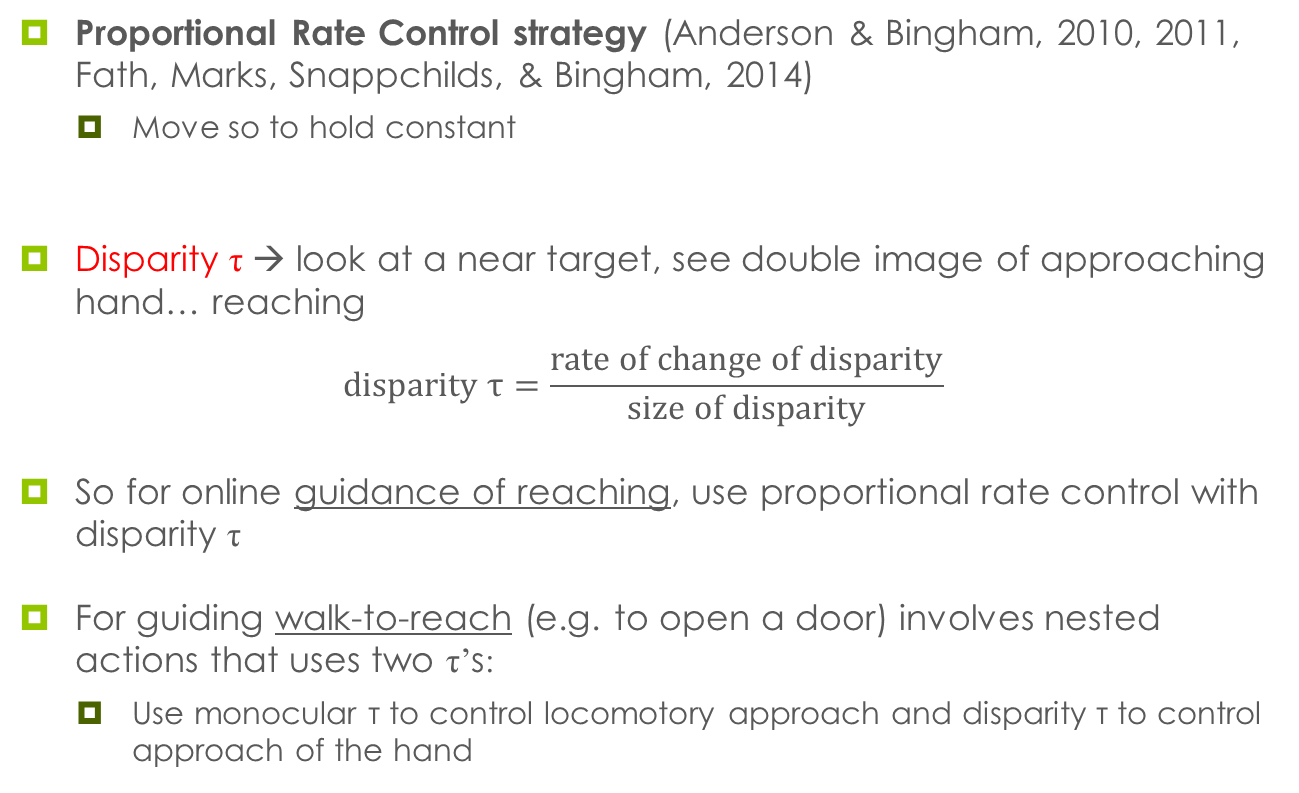 Proportional Rate Control strategy (Anderson & Bingham, 2010, 2011,
Fath, Marks, Snappchilds, & Bingham, 2014)
Move so to hold constant
Disparity τ → look at a near target, see double image of approaching
hand… reaching
disparity τ = rate of change of disparity
size of disparity
So for online guidance of reaching, use proportional rate control with
disparity τ
For guiding walk-to-reach (e.g. to open a door) involves nested
actions that uses two τ’s:
Use monocular τ to control locomotory approach and disparity τ to control
approach of the hand